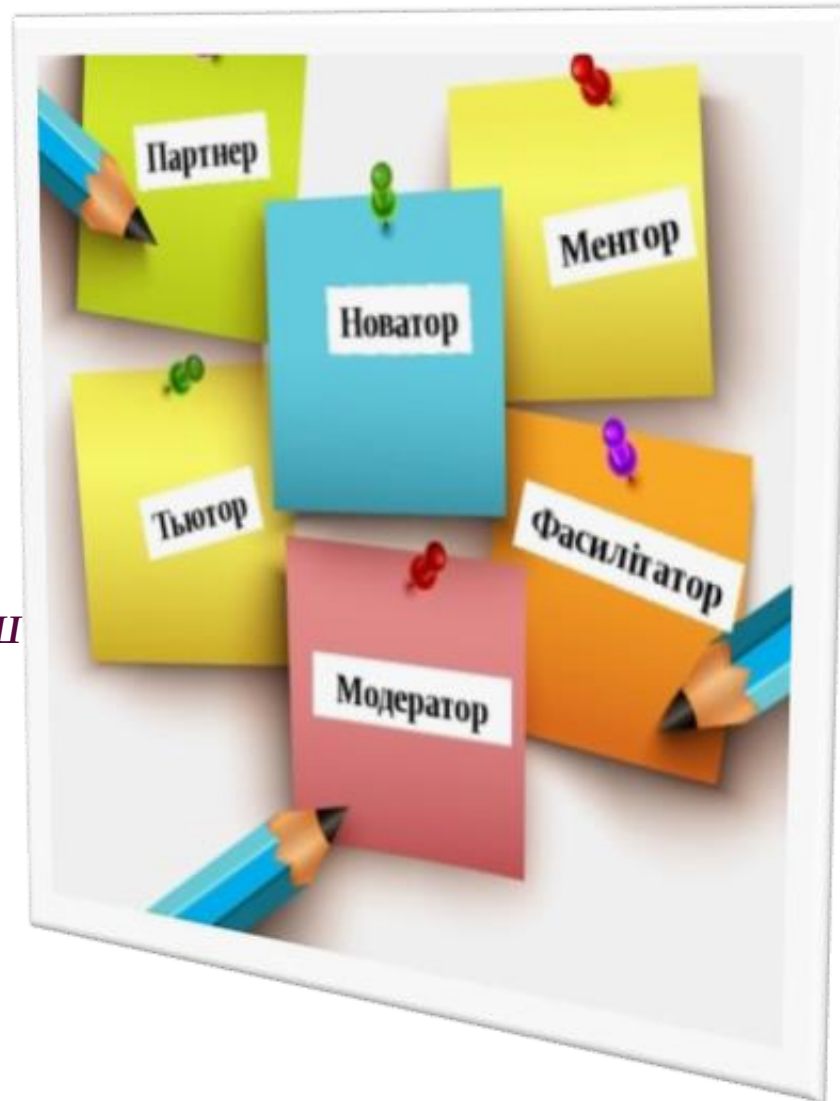 Партнер
Ментор
Новатор
Тьютор
Фасилітатор
Модератор